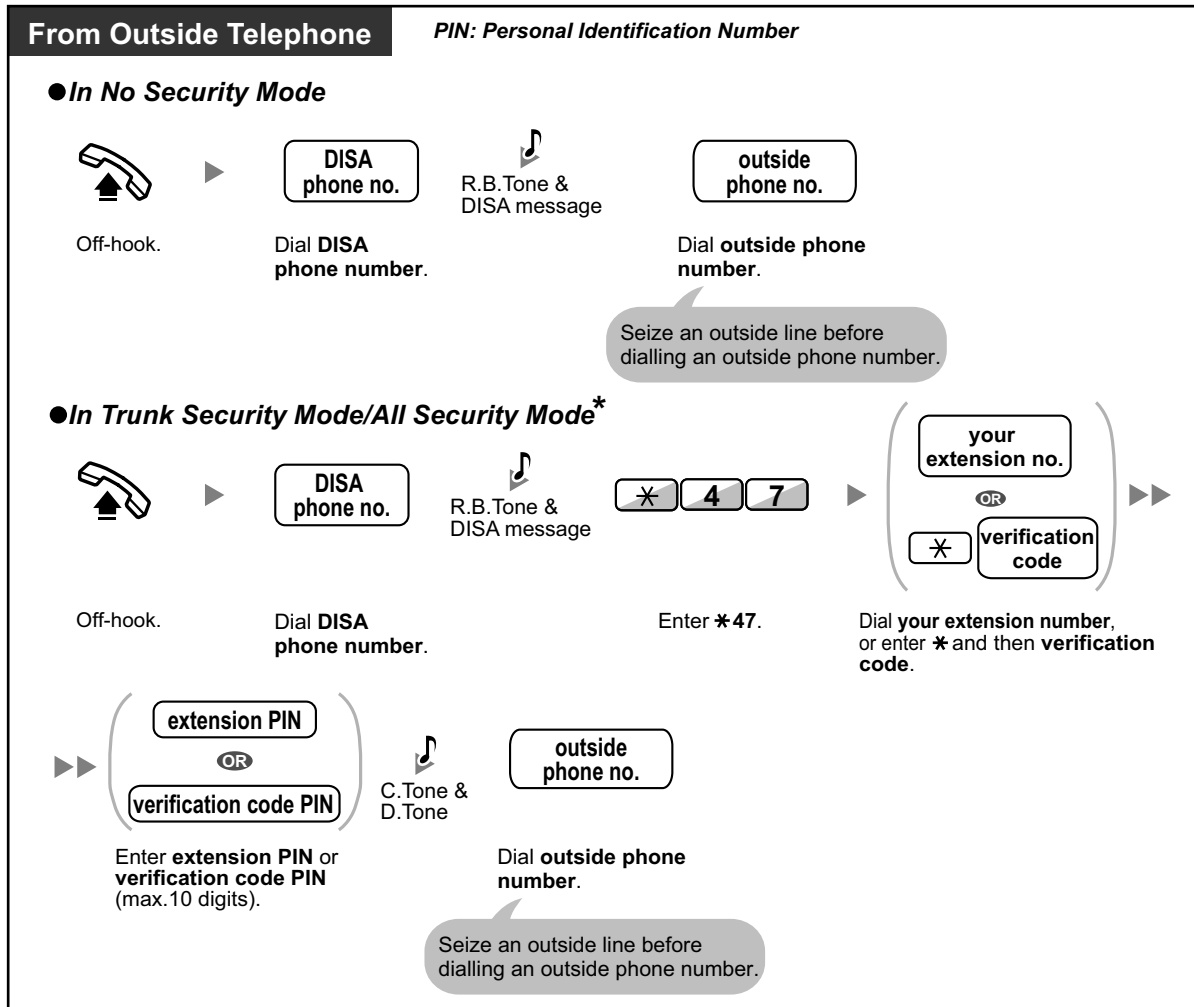 From Outside Telephone
PIN: Personal Identification Number
●In No Security Mode
DISA
phone no.
R.B.Tone &
DISA message
outside
phone no.
Off-hook.
Dial DISA
phone number.
Dial outside phone
number.
Seize an outside line before
dialling an outside phone number.
●In Trunk Security Mode/All Security Mode*
DISA
phone no.
R.B.Tone &
DISA message
* 4 7
your
extension no.
OR
* verification
code
Off-hook.
Dial DISA
phone number.
Enter *47.
Dial your extension number,
or enter * and then verification
code.
extension PIN
OR
verification code PIN
C.Tone &
D.Tone
outside
phone no.
Enter extension PIN or
verification code PIN
(max.10 digits).
Dial outside phone
number.
Seize an outside line before
dialling an outside phone number.